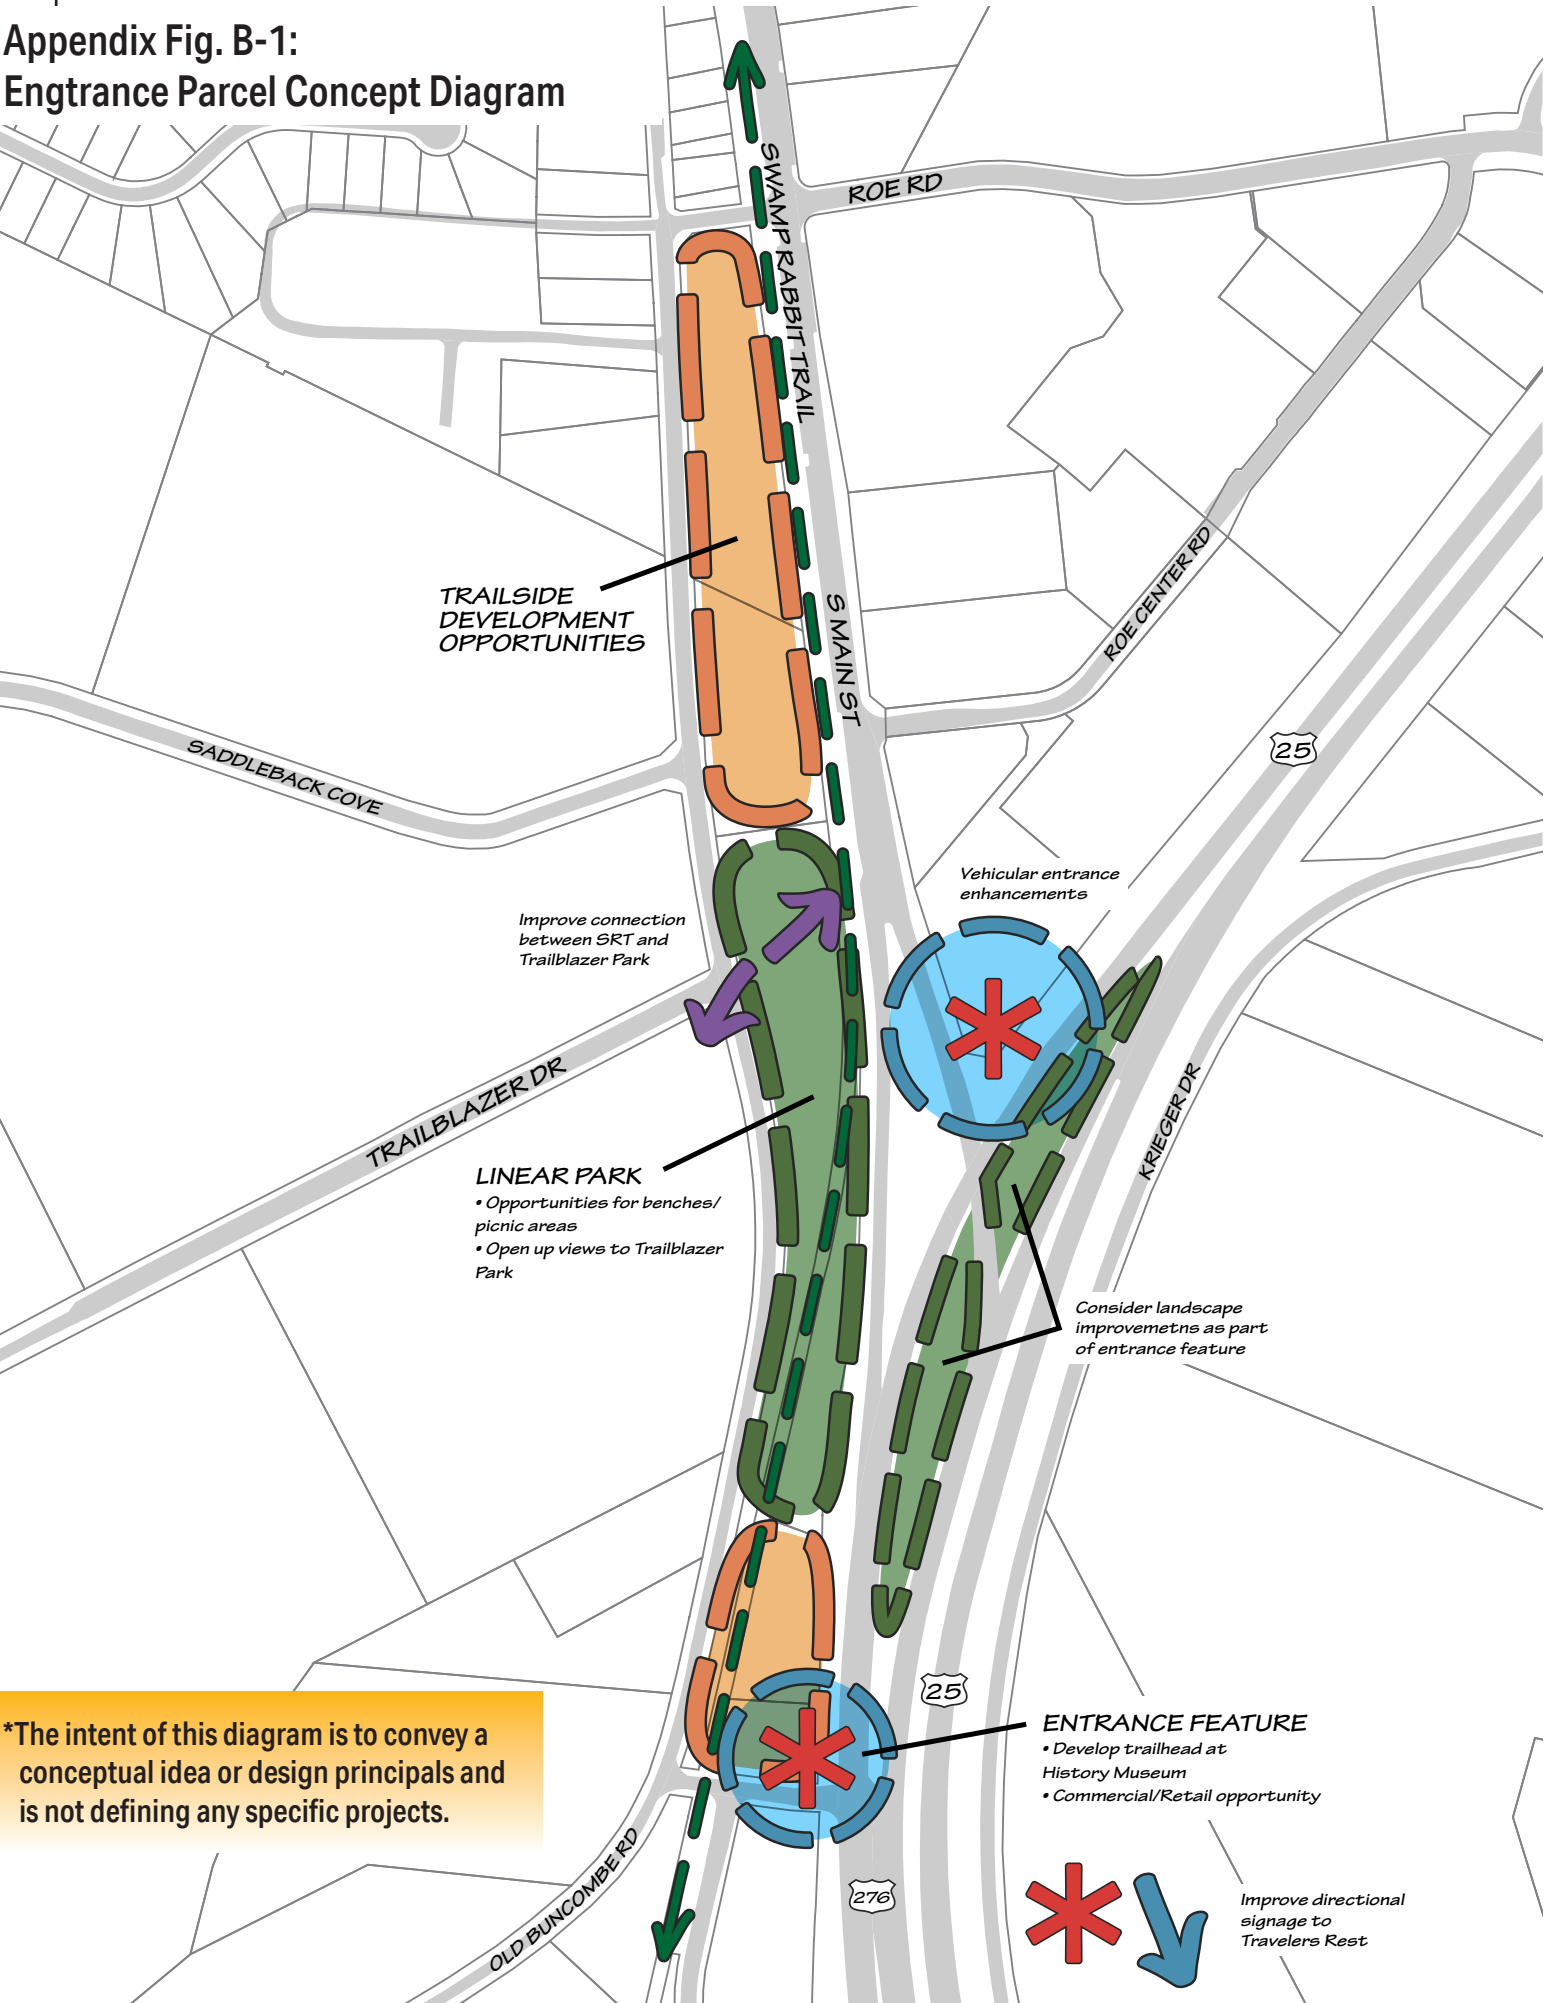 Appendix Fig. B-1:
Engtrance Parcel Concept Diagram
SWAMP RABBIT TRAIL
ROE RD
TRAILSIDE
DEVELOPMENT
OPPORTUNITIES
S MAIN ST
ROE CENTER RD
25
SADDLEBACK COVE
Vehicular entrance
enhancements
Improve connection
between SRT and
Trailblazer Park
TRAILBLAZER DR
KRIEGER DR
LINEAR PARK
• Opportunities for benches/
picnic areas
• Open up views to Trailblazer
Park
Consider landscape
improvemetns as part
of entrance feature
25
ENTRANCE FEATURE
• Develop trailhead at
History Museum
• Commercial/Retail opportunity
*The intent of this diagram is to convey a
conceptual idea or design principals and
is not defining any specific projects.
OLD BUNCOMBE RD
276
Improve directional
signage to
Travelers Rest